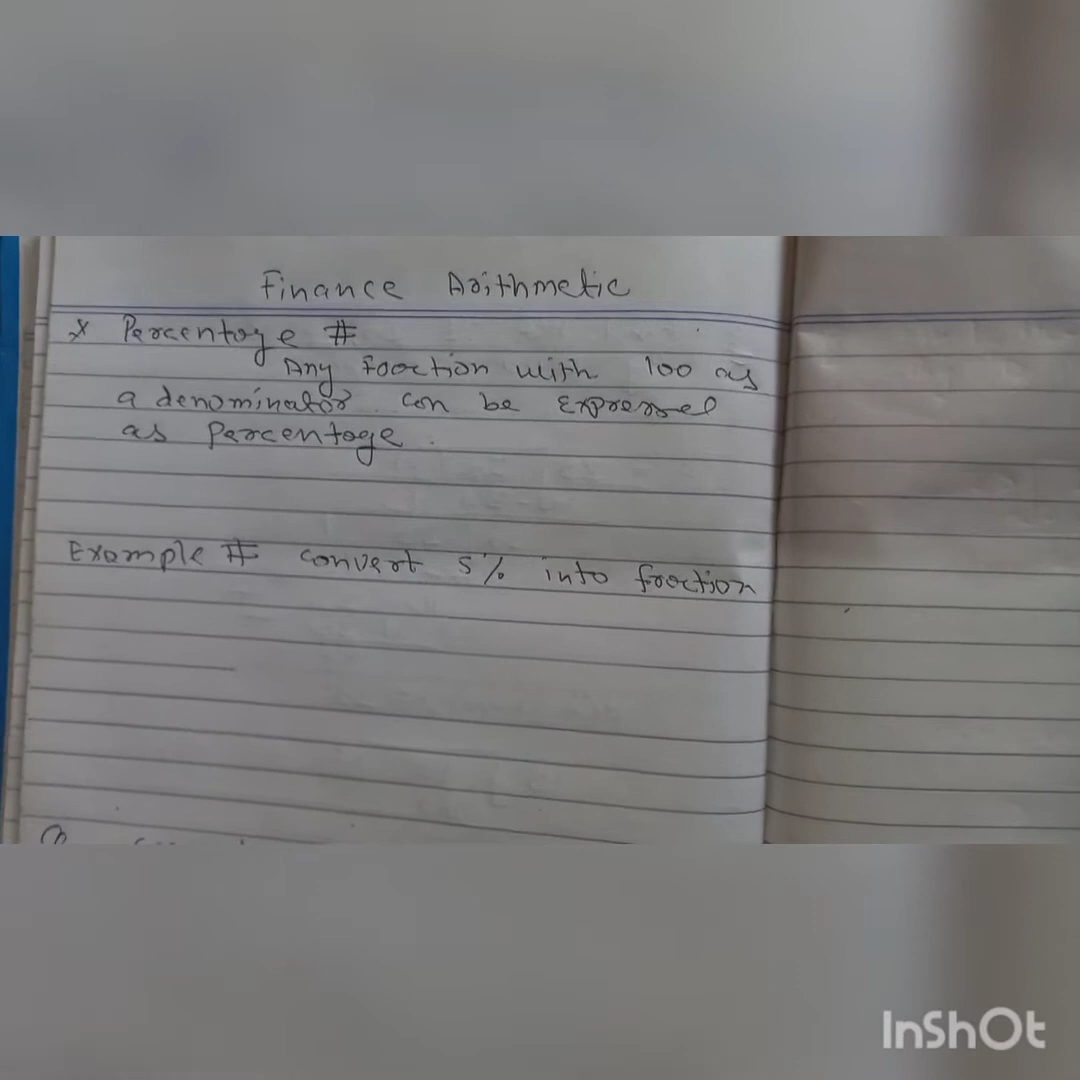 Finance Arithmetic
* Percentage #
Any Fraction with 100 as
a denominator can be Expressed
as Percentage.
Example # convert 5% into fraction
InShOt